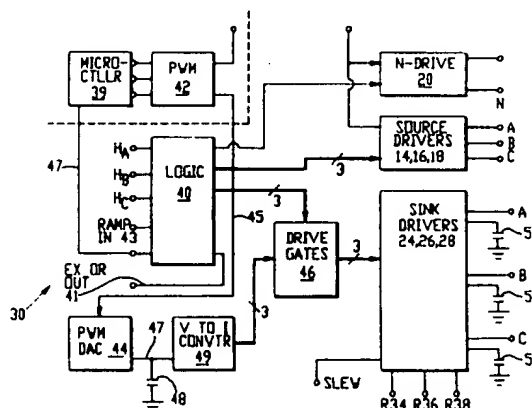 MICRO-
CTLLR
39
PWM
42
N-DRIVE
20
N
SOURCE
DRIVERS
14,16,18
A
B
C
47
HA
HB
HC
RAMP
IN 43
LOGIC
40
3
3
45
EX OR
OUT
41
30
DRIVE
GATES
46
3
SINK
DRIVERS
24,26,28
A
5
B
5
C
5
PWM
DAC 44
47
48
V TO I
CONVTR
49
3
SLEW
R34 R36 R38